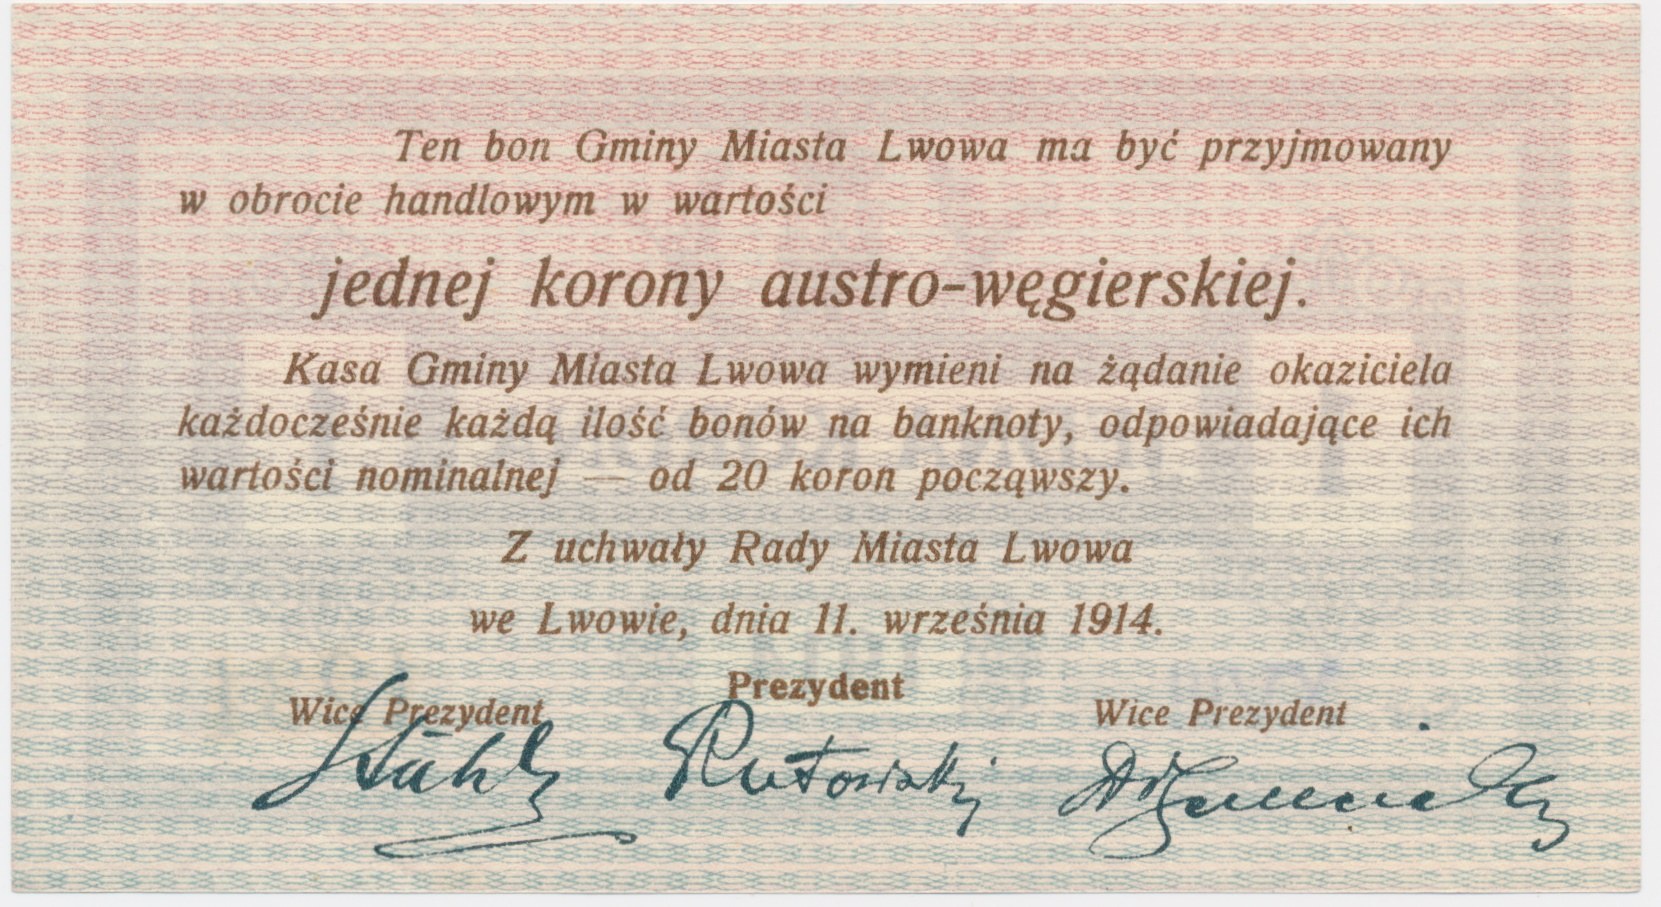 Ten bon Gminy Miasta Lwowa ma być przyjmowany
w obrocie handlowym w wartości
jednej korony austro-węgierskiej.
Kasa Gminy Miasta Lwowa wymieni na żądanie okaziciela
każdocześnie każdą ilość bonów na banknoty, odpowiadające ich
wartości nominalnej — od 20 koron począwszy.
Z uchwały Rady Miasta Lwowa
we Lwowie, dnia 11. września 1914.
Prezydent
Wice Prezydent Wice Prezydent
Stahl Rutowski